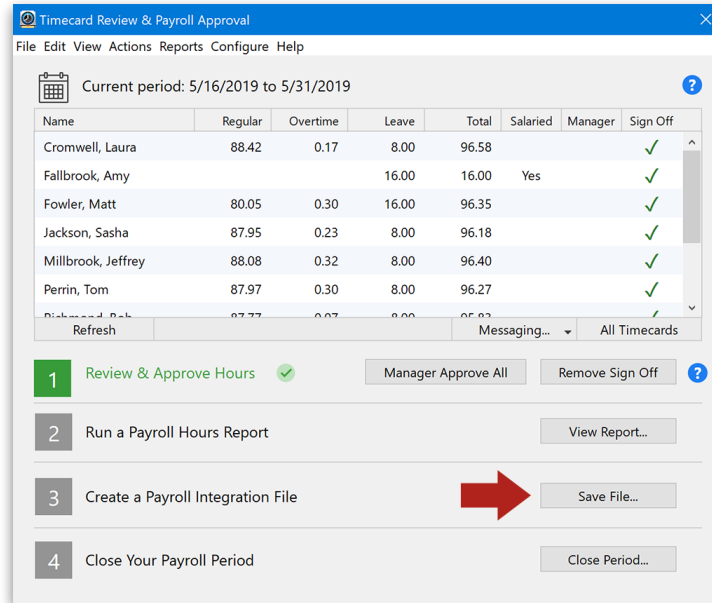 Timecard Review & Payroll Approval
File Edit View Actions Reports Configure Help
Current period: 5/16/2019 to 5/31/2019 ?
Name Regular Overtime Leave Total Salaried Manager Sign Off
Cromwell, Laura 88.42 0.17 8.00 96.58
Fallbrook, Amy 16.00 16.00 Yes
Fowler, Matt 80.05 0.30 16.00 96.35
Jackson, Sasha 87.95 0.23 8.00 96.18
Millbrook, Jeffrey 88.08 0.32 8.00 96.40
Perrin, Tom 87.97 0.30 8.00 96.27
Refresh Messaging... All Timecards
1 Review & Approve Hours Manager Approve All Remove Sign Off ?
2 Run a Payroll Hours Report View Report...
3 Create a Payroll Integration File Save File...
4 Close Your Payroll Period Close Period...